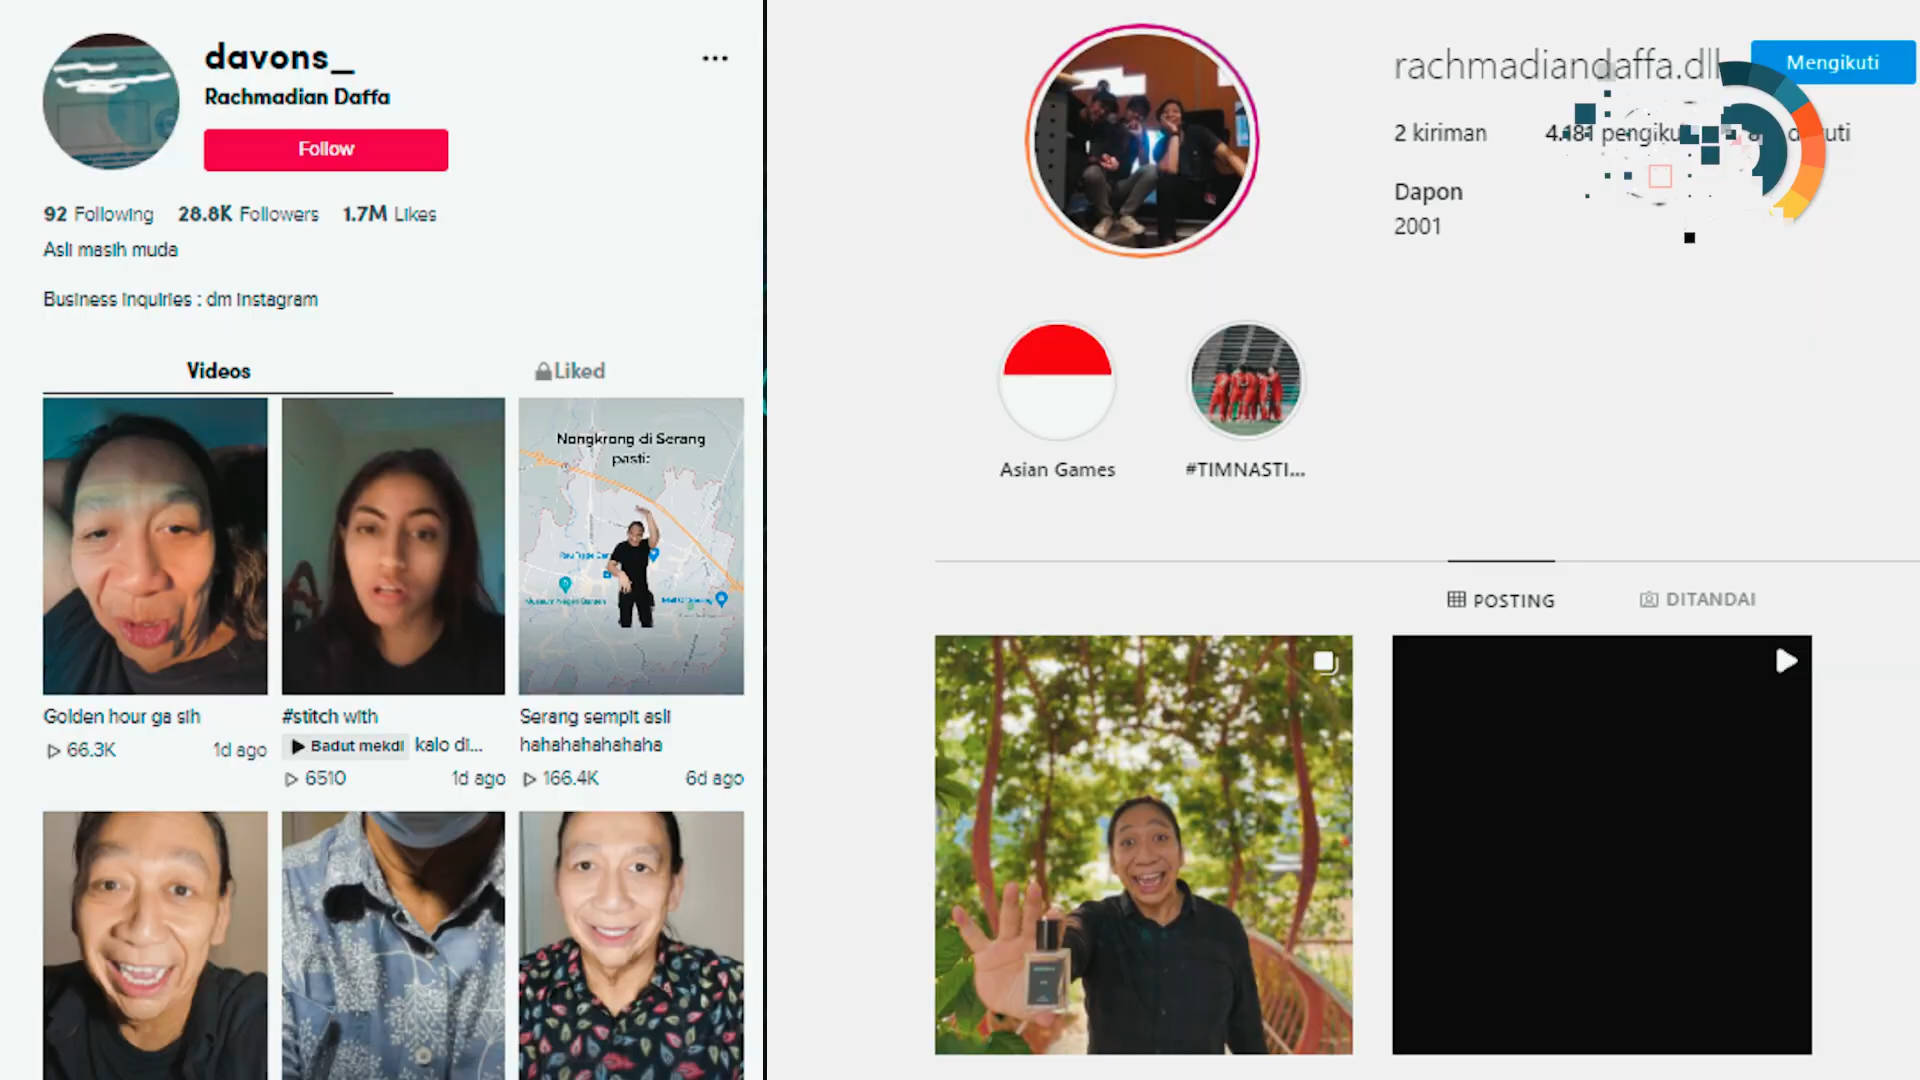 davons_
Rachmadian Daffa
Follow
92 Following 28.8K Followers 1.7M Likes
Asli masih muda
Business inquiries : dm instagram
Videos
Liked
Nongkrong di Serang
pasti:
Golden hour ga sih
66.3K 1d ago
#stitch with
Badut mekdi kalo di...
6510 1d ago
Serang sempit asli
hahahahahahaha
166.4K 6d ago
rachmadiandaffa.dll
Mengikuti
2 kiriman 4.181
Dapon
2001
Asian Games
#TIMNASTI...
POSTING
DITANDAI